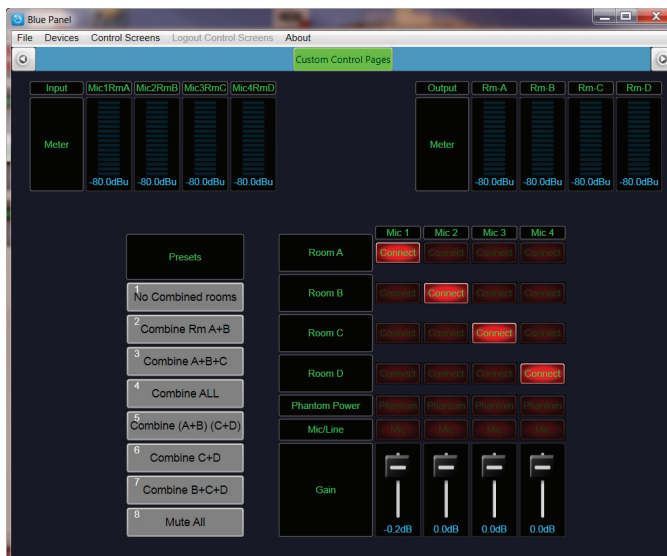 Blue Panel
File Devices Control Screens Logout Control Screens About
Custom Control Pages
Input Mic1RmA Mic2RmB Mic3RmC Mic4RmD Output Rm-A Rm-B Rm-C Rm-D
Meter Meter
-80.0dBu -80.0dBu -80.0dBu -80.0dBu -80.0dBu -80.0dBu -80.0dBu -80.0dBu
Mic 1 Mic 2 Mic 3 Mic 4
Presets
Room A Connect Connect Connect Connect
1 No Combined rooms
Room B Connect Connect Connect Connect
2 Combine Rm A+B
Room C Connect Connect Connect Connect
3 Combine A+B+C
4 Combine ALL
Room D Connect Connect Connect Connect
Phantom Power Phantom Phantom Phantom Phantom
5 Combine (A+B) (C+D)
Mic/Line Mic Mic Mic Mic
6 Combine C+D
7 Combine B+C+D
Gain
8 Mute All
-0.2dB 0.0dB 0.0dB 0.0dB